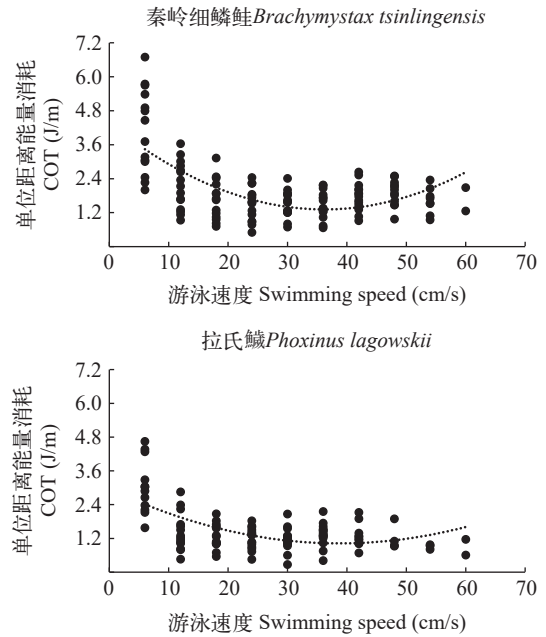 秦岭细鳞鲑Brachymystax tsinlingensis
7.2
6.0
4.8
3.6
2.4
1.2
单位距离能量消耗
COT (J/m)
0 10 20 30 40 50 60 70
游泳速度 Swimming speed (cm/s)
拉氏鱥Phoxinus lagowskii
7.2
6.0
4.8
3.6
2.4
1.2
单位距离能量消耗
COT (J/m)
0 10 20 30 40 50 60 70
游泳速度 Swimming speed (cm/s)